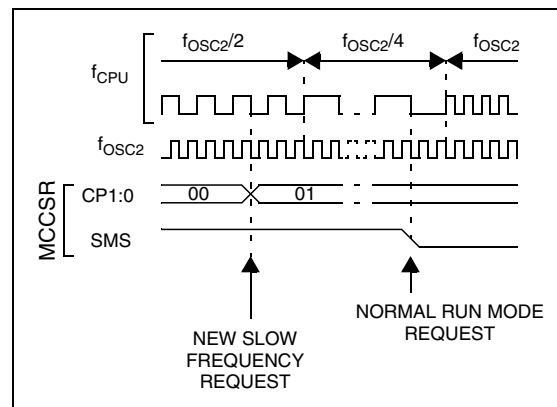 fOSC2/2 fOSC2/4 fOSC2
fCPU
fOSC2
MCCSR
CP1:0 00 01
SMS
NEW SLOW
FREQUENCY
REQUEST
NORMAL RUN MODE
REQUEST